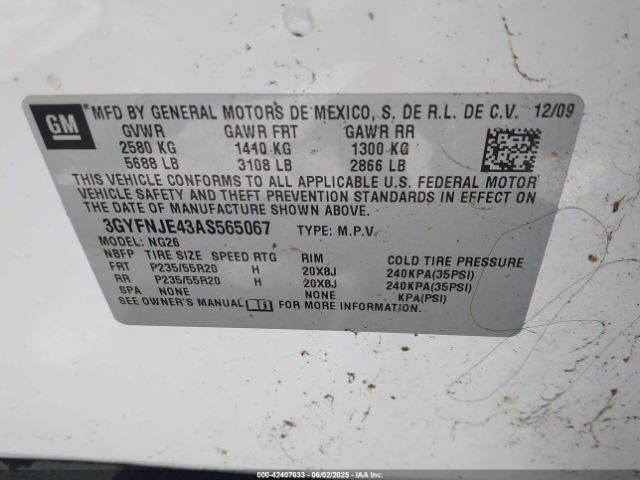 GM ® MFD BY GENERAL MOTORS DE MEXICO, S. DE R.L. DE C.V. 12/09
GVWR GAWR FRT GAWR RR
2580 KG 1410 KG 1300 KG
5688 LB 3108 LB 2866 LB
THIS VEHICLE CONFORMS TO ALL APPLICABLE U.S. FEDERAL MOTOR
VEHICLE SAFETY AND THEFT PREVENTION STANDARDS IN EFFECT ON
THE DATE OF MANUFACTURE SHOWN ABOVE.
3GYFNJE43AS565067 TYPE: M.P.V.
MODEL: NG26
NBFP TIRE SIZE SPEED RTG RIM COLD TIRE PRESSURE
FRT P235/55R20 H 20X8J 240KPA(35PSI)
RR P235/55R20 H 20X8J 240KPA(35PSI)
SPA NONE NONE KPA(PSI)
SEE OWNER'S MANUAL FOR MORE INFORMATION.
000-42407633 - 06/02/2025 - IAAI.COM